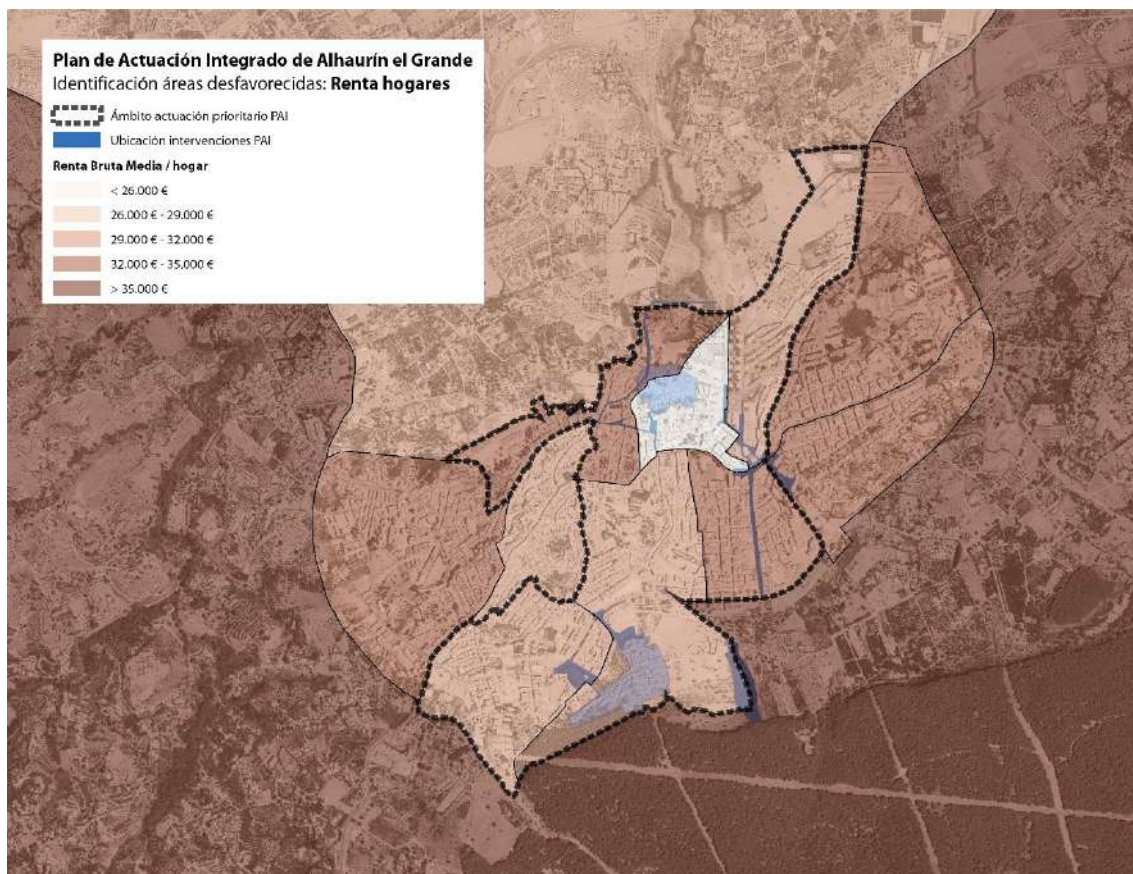 Plan de Actuación Integrado de Alhaurín el Grande
Identificación áreas desfavorecidas: Renta hogares
Ámbito actuación prioritario PAI
Ubicación intervenciones PAI
Renta Bruta Media / hogar
< 26.000 €
26.000 € - 29.000 €
29.000 € - 32.000 €
32.000 € - 35.000 €
> 35.000 €